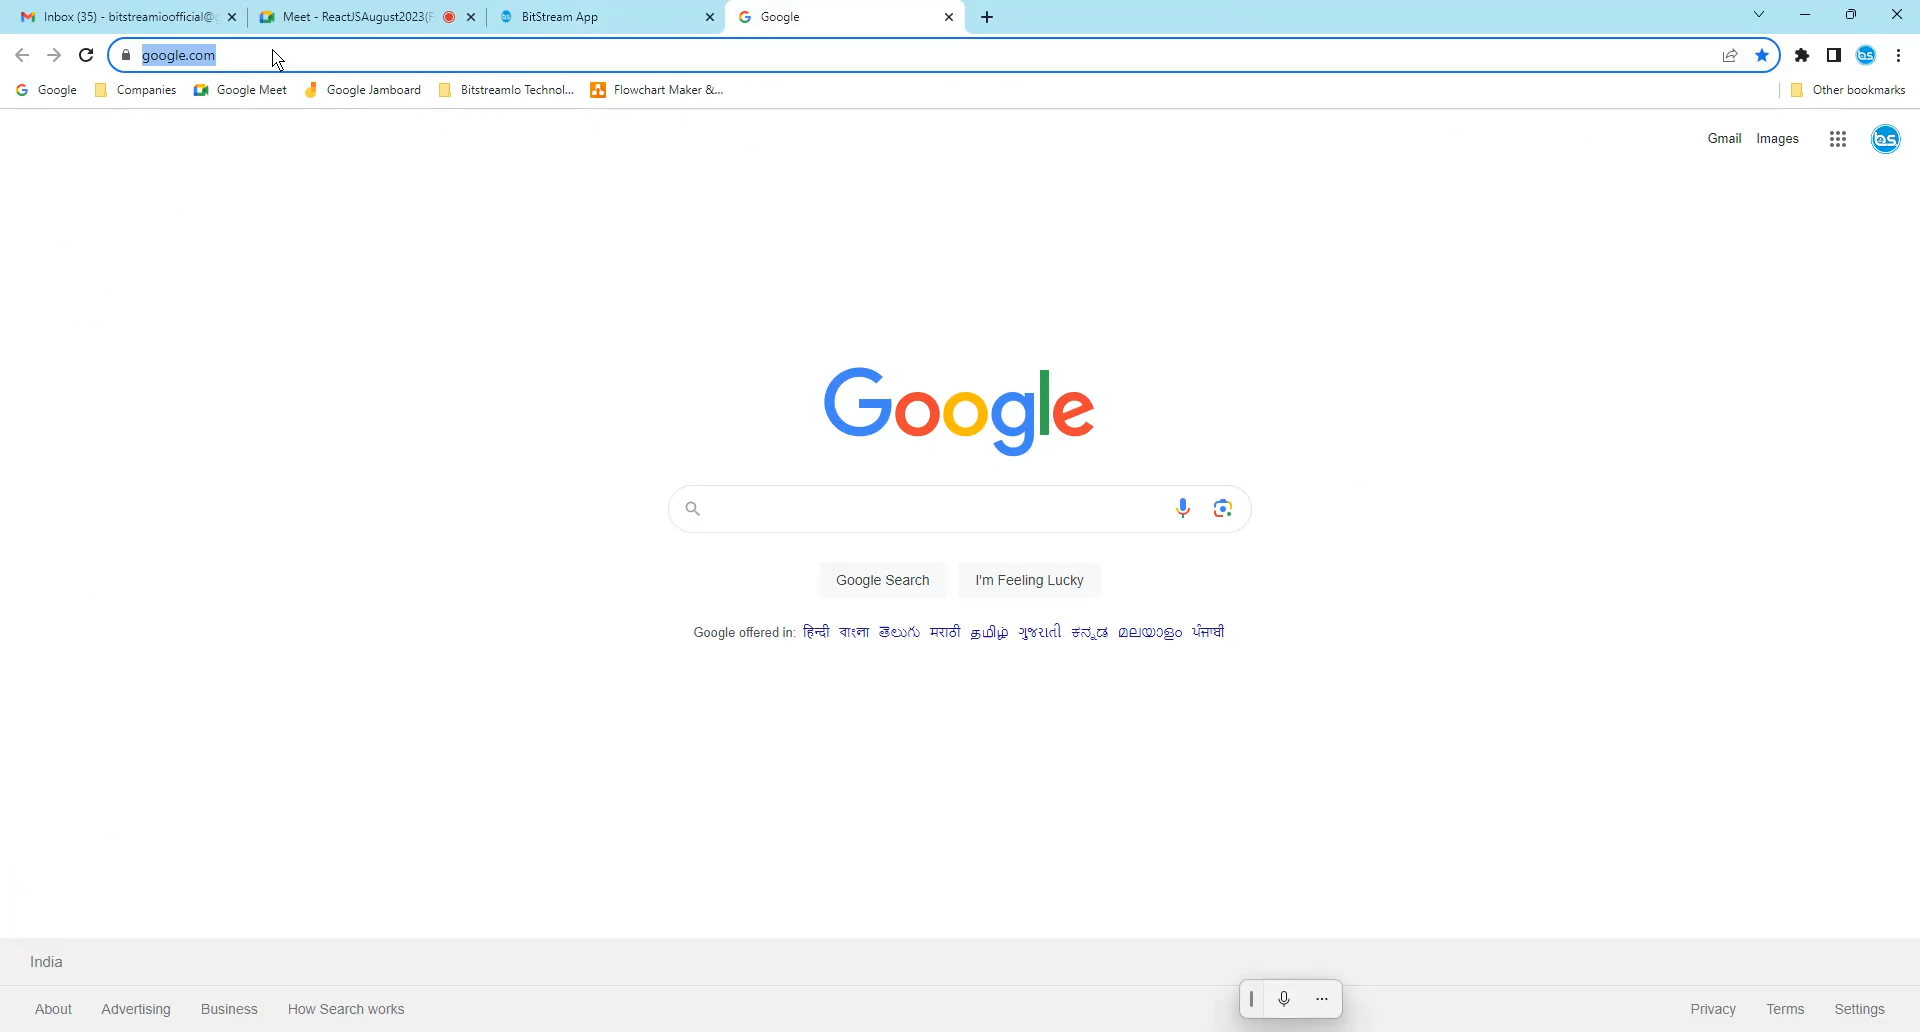 Inbox (35) - bitstreamioofficial@
Meet - ReactJSAugust2023(F
BitStream App
Google
google.com
Google
Companies
Google Meet
Google Jamboard
BitstreamIo Technol...
Flowchart Maker &...
Other bookmarks
Gmail
Images
bs
Google
Google Search
I'm Feeling Lucky
Google offered in: हिन्दी বাংলা తెలుగు मराठी தமிழ் ગુજરાતી ಕನ್ನಡ മലയാളം ਪੰਜਾਬੀ
India
About
Advertising
Business
How Search works
Privacy
Terms
Settings